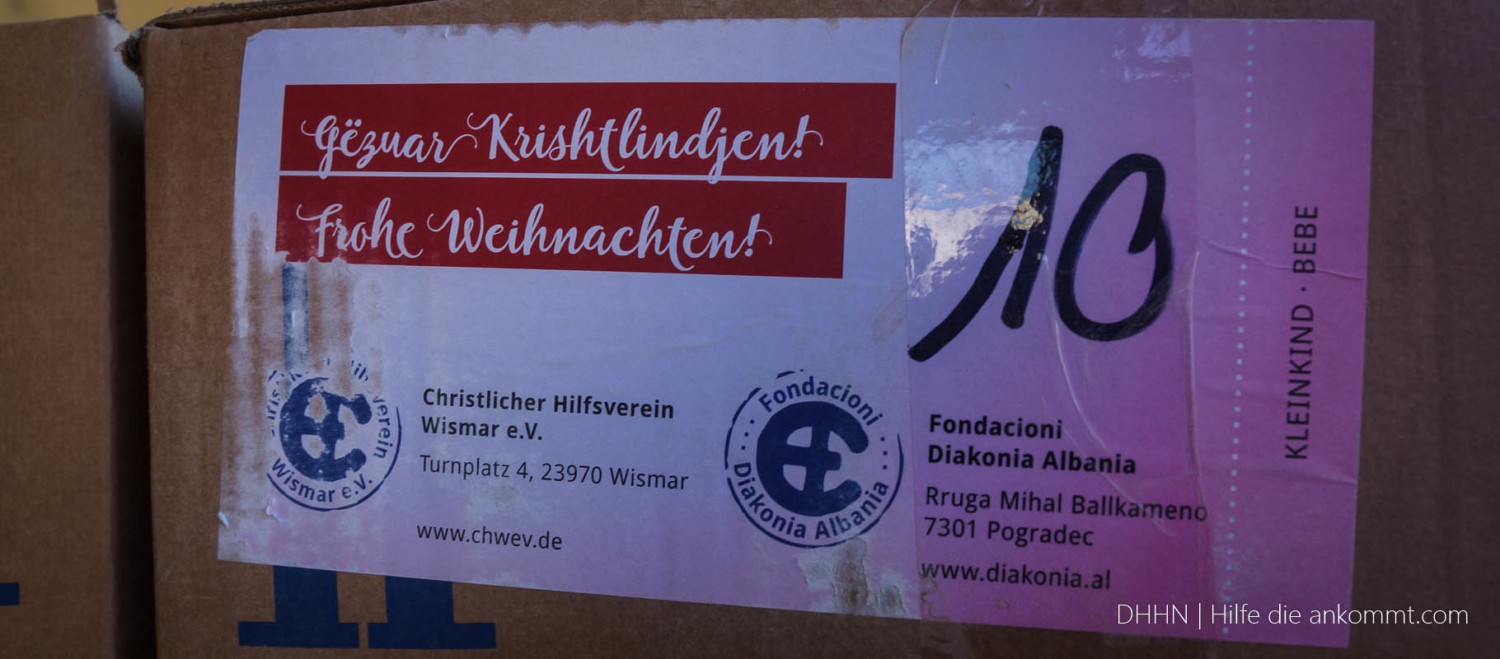 Gëzuar Krishtlindjen!
Frohe Weihnachten!
10
KLEINKIND · BEBE
Wismar e.V.
Christlicher Hilfsverein
Wismar e.V.
Turnplatz 4, 23970 Wismar
www.chwev.de
Fondacioni
Diakonia Albania
Fondacioni
Diakonia Albania
Rruga Mihal Ballkameno
7301 Pogradec
www.diakonia.al
DHHN | Hilfe die ankommt.com